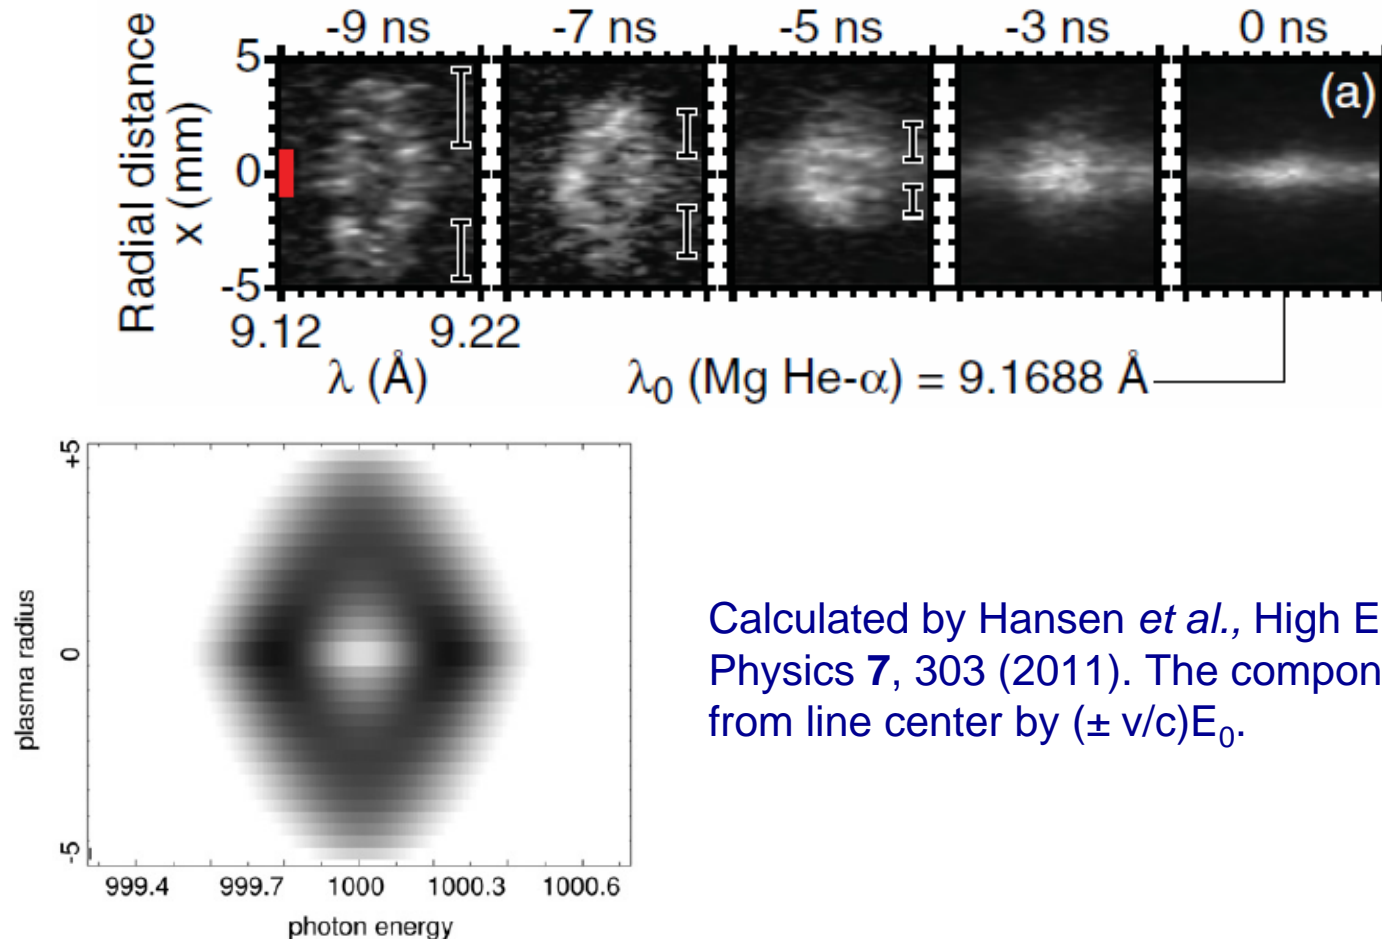 -9 ns -7 ns -5 ns -3 ns 0 ns
(a)
Radial distance
x (mm)
5
0
-5
9.12 9.22
λ (Å) λ₀ (Mg He-α) = 9.1688 Å
+5
0
-5
plasma radius
999.4 999.7 1000 1000.3 1000.6
photon energy
Calculated by Hansen et al., High E
Physics 7, 303 (2011). The compon
from line center by (± v/c)E₀.